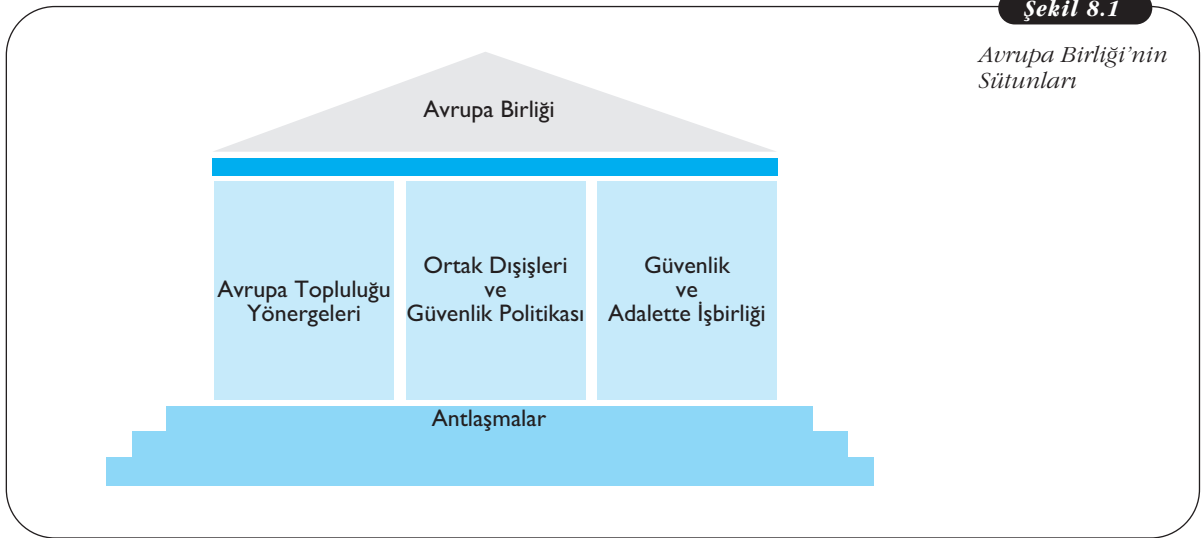 Şekil 8.1
Avrupa Birliği’nin
Sütunları
Avrupa Birliği
Avrupa Topluluğu
Yönergeleri
Ortak Dışişleri
ve
Güvenlik Politikası
Güvenlik
ve
Adalette İşbirliği
Antlaşmalar